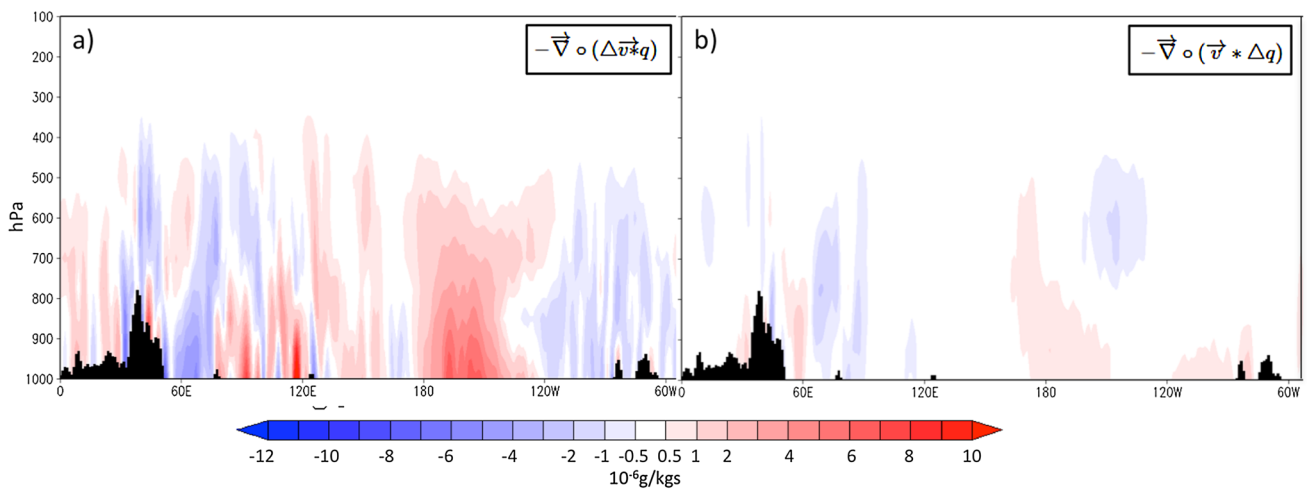 a)
−∇⃗ ∘ (△v⃗*q)
b)
−∇⃗ ∘ (v⃗ * △q)
100
200
300
400
500
600
700
800
900
1000
hPa
0 60E 120E 180 120W 60W
0 60E 120E 180 120W 60W
-12 -10 -8 -6 -4 -2 -1 -0.5 0.5 1 2 4 6 8 10
10⁻⁶g/kgs